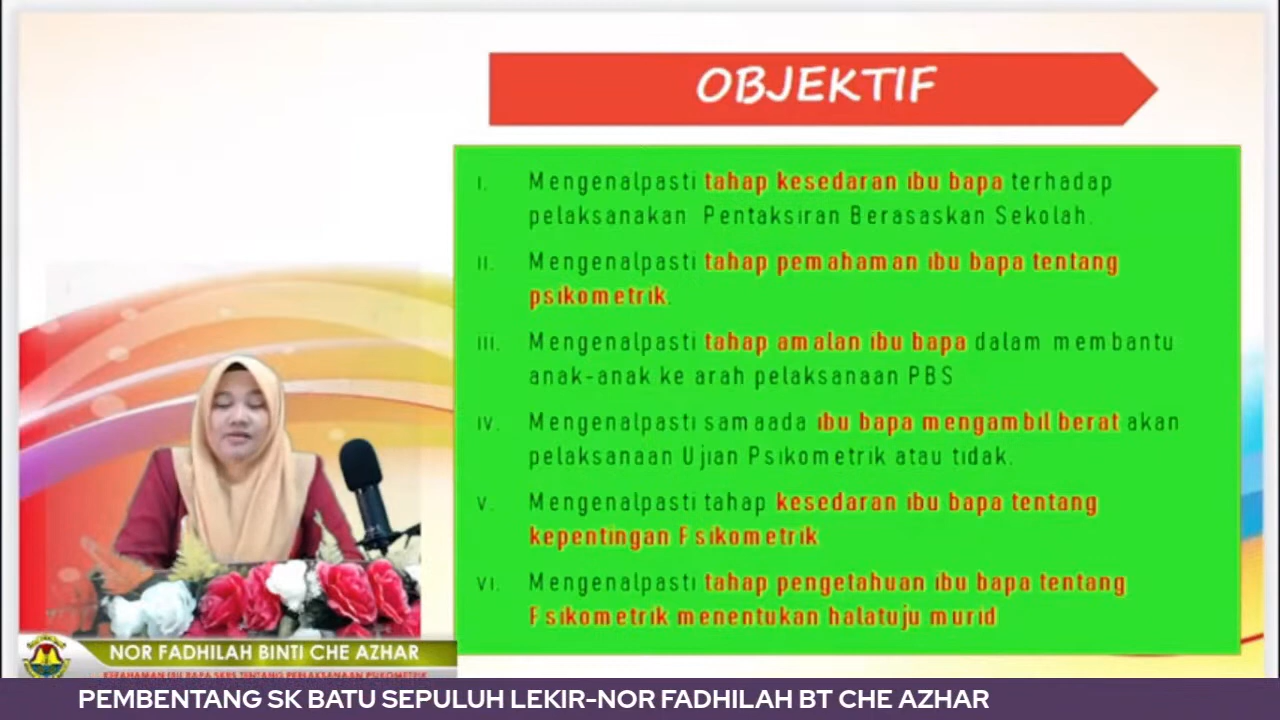 OBJEKTIF
i. Mengenalpasti tahap kesedaran ibu bapa terhadap
pelaksanakan Pentaksiran Berasaskan Sekolah.
ii. Mengenalpasti tahap pemahaman ibu bapa tentang
psikometrik.
iii. Mengenalpasti tahap amalan ibu bapa dalam membantu
anak-anak ke arah pelaksanaan PBS
iv. Mengenalpasti samaada ibu bapa mengambil berat akan
pelaksanaan Ujian Psikometrik atau tidak.
v. Mengenalpasti tahap kesedaran ibu bapa tentang
kepentingan Psikometrik
vi. Mengenalpasti tahap pengetahuan ibu bapa tentang
Psikometrik menentukan halatuju murid
NOR FADHILAH BINTI CHE AZHAR
PEMBENTANG SK BATU SEPULUH LEKIR-NOR FADHILAH BT CHE AZHAR